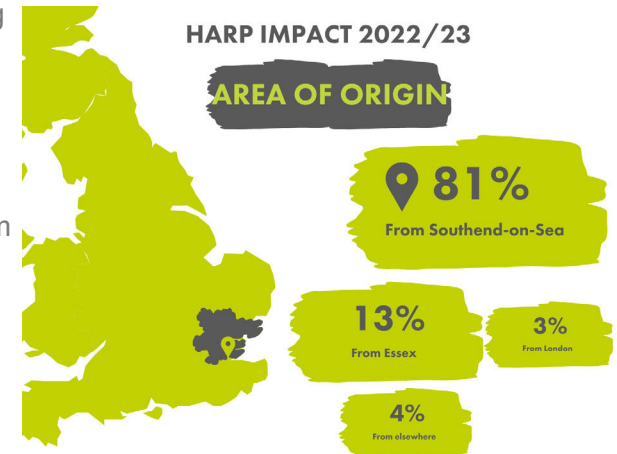 HARP IMPACT 2022/23
AREA OF ORIGIN
81%
From Southend-on-Sea
13%
From Essex
3%
From London
4%
From elsewhere